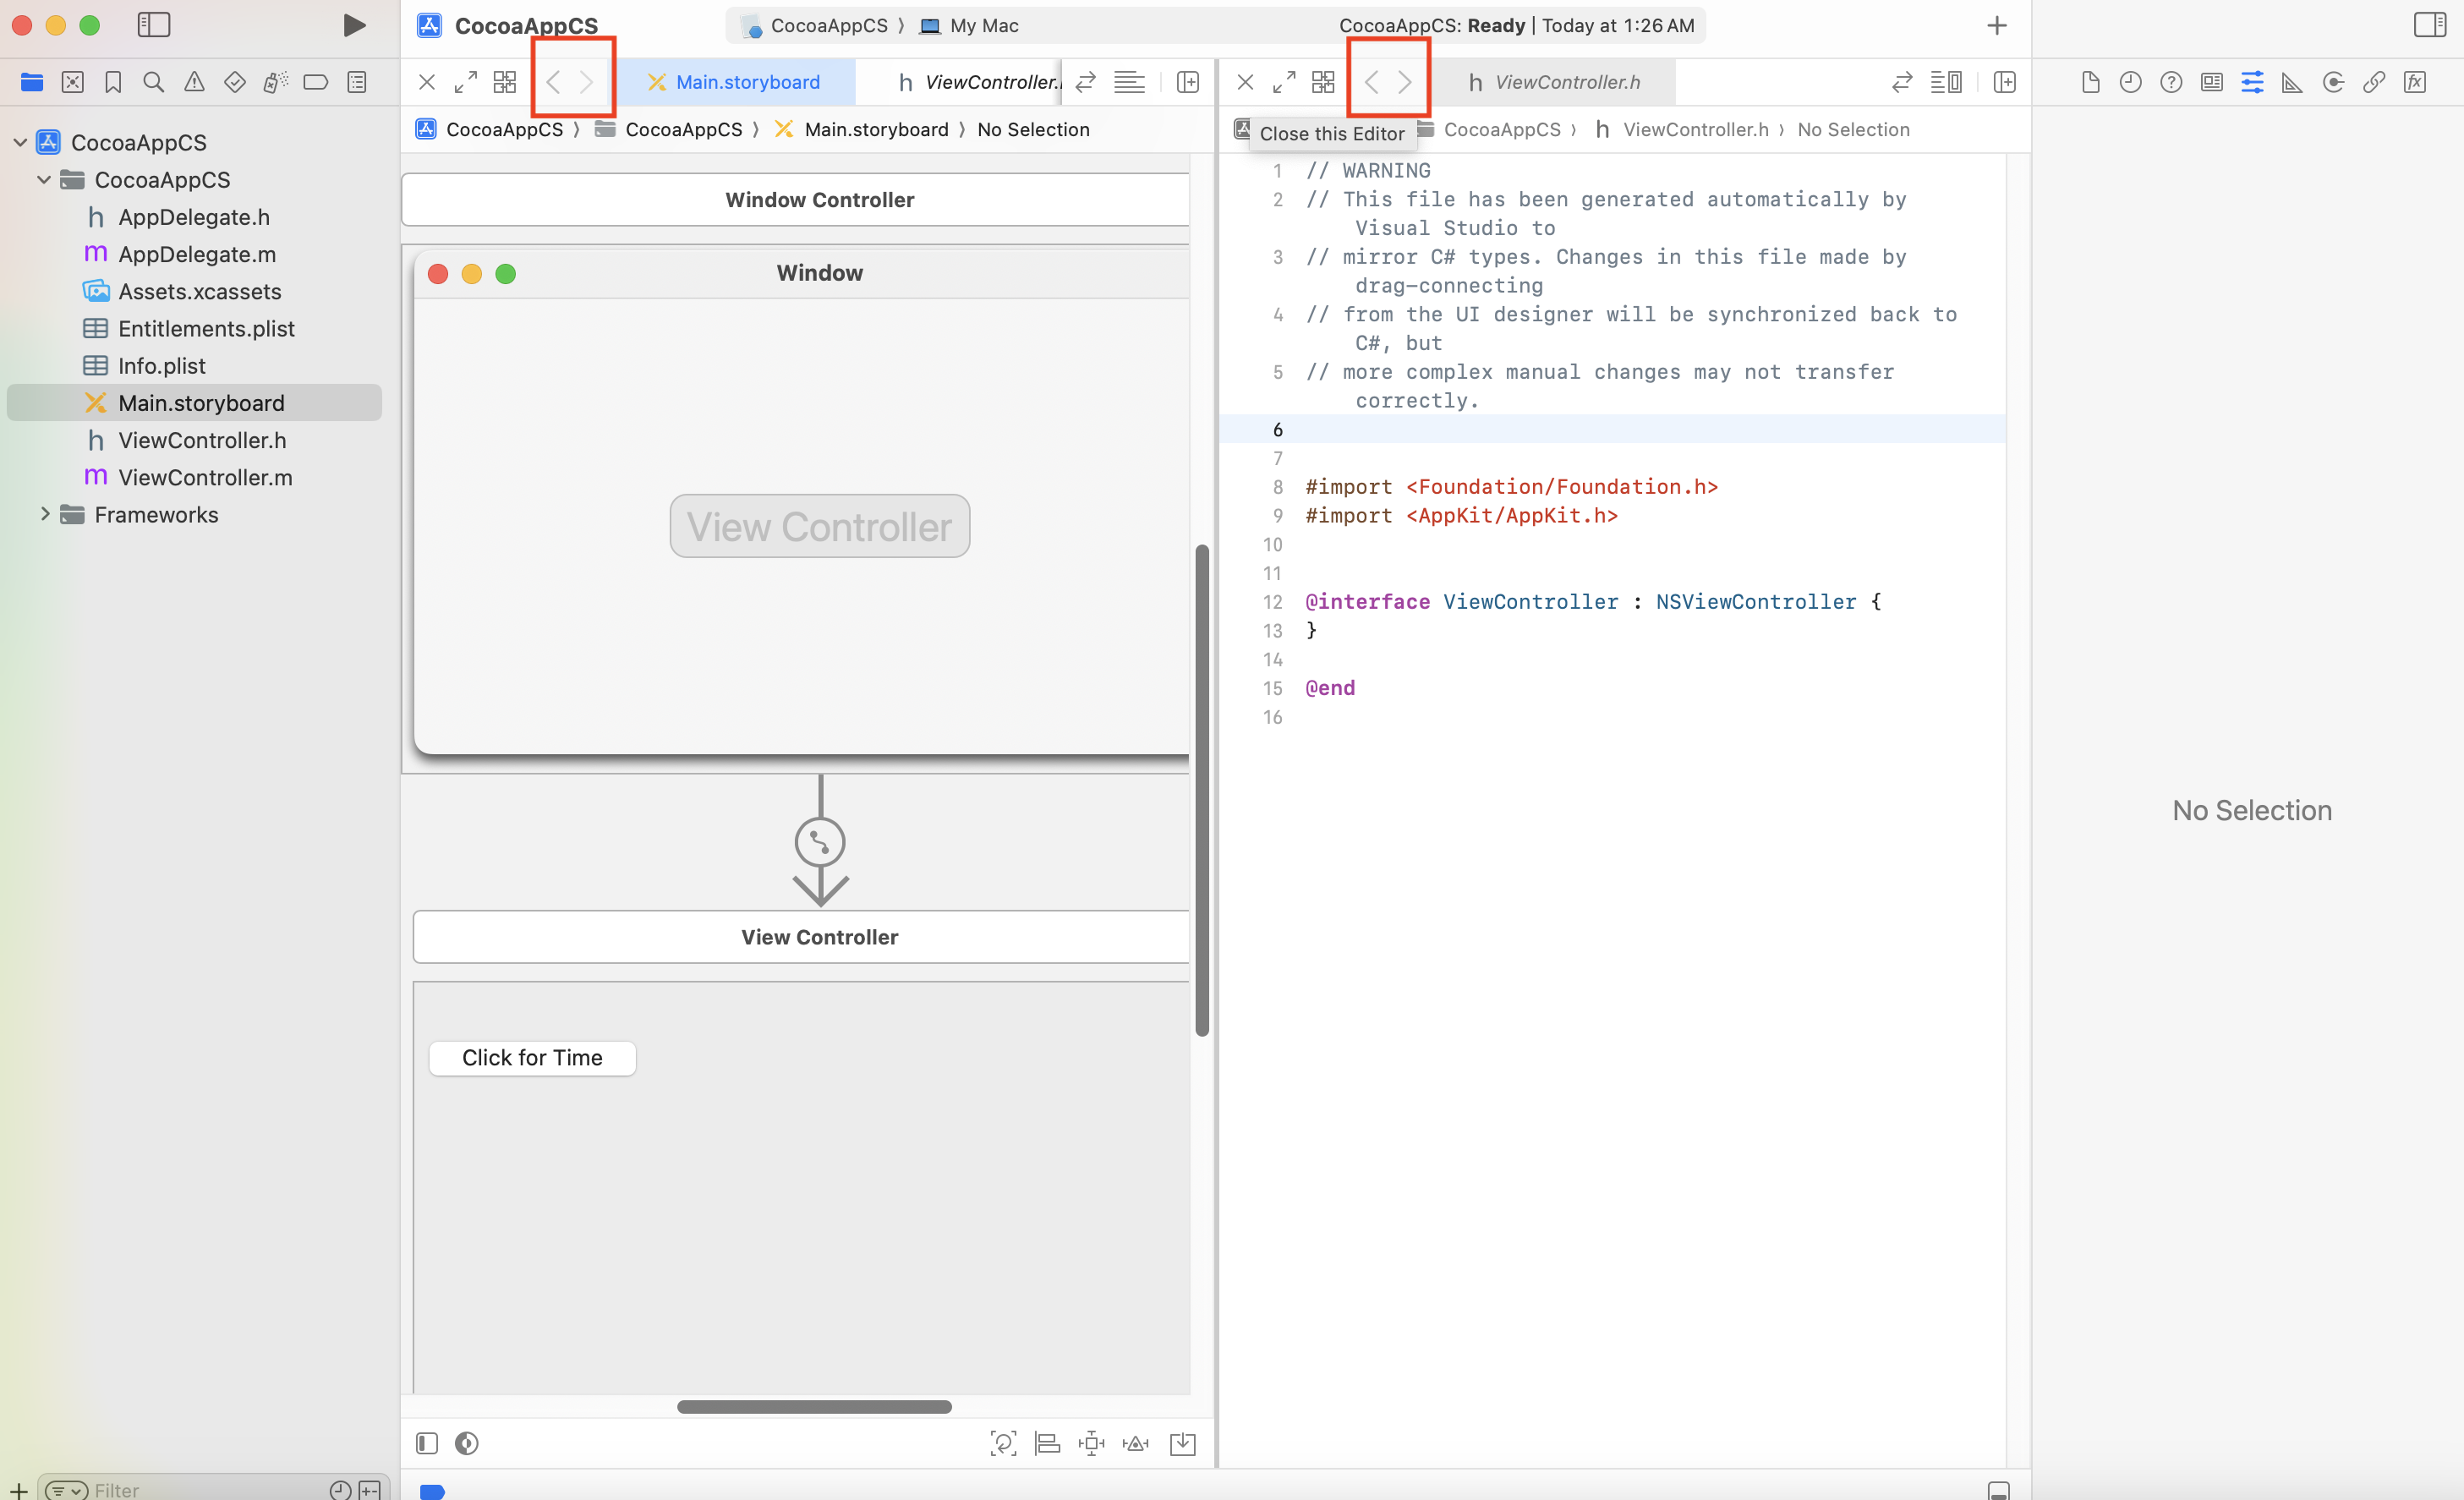 CocoaAppCS
CocoaAppCS 〉 My Mac
CocoaAppCS: Ready | Today at 1:26 AM
Main.storyboard
h ViewController.
h ViewController.h
CocoaAppCS 〉 CocoaAppCS 〉 Main.storyboard 〉 No Selection
Close this Editor
CocoaAppCS 〉 h ViewController.h 〉 No Selection
CocoaAppCS
CocoaAppCS
h AppDelegate.h
m AppDelegate.m
Assets.xcassets
Entitlements.plist
Info.plist
Main.storyboard
h ViewController.h
m ViewController.m
Frameworks
Filter
Window Controller
Window
View Controller
View Controller
Click for Time
1 // WARNING
2 // This file has been generated automatically by
Visual Studio to
3 // mirror C# types. Changes in this file made by
drag-connecting
4 // from the UI designer will be synchronized back to
C#, but
5 // more complex manual changes may not transfer
correctly.
6
7
8 #import <Foundation/Foundation.h>
9 #import <AppKit/AppKit.h>
10
11
12 @interface ViewController : NSViewController {
13 }
14
15 @end
16
No Selection